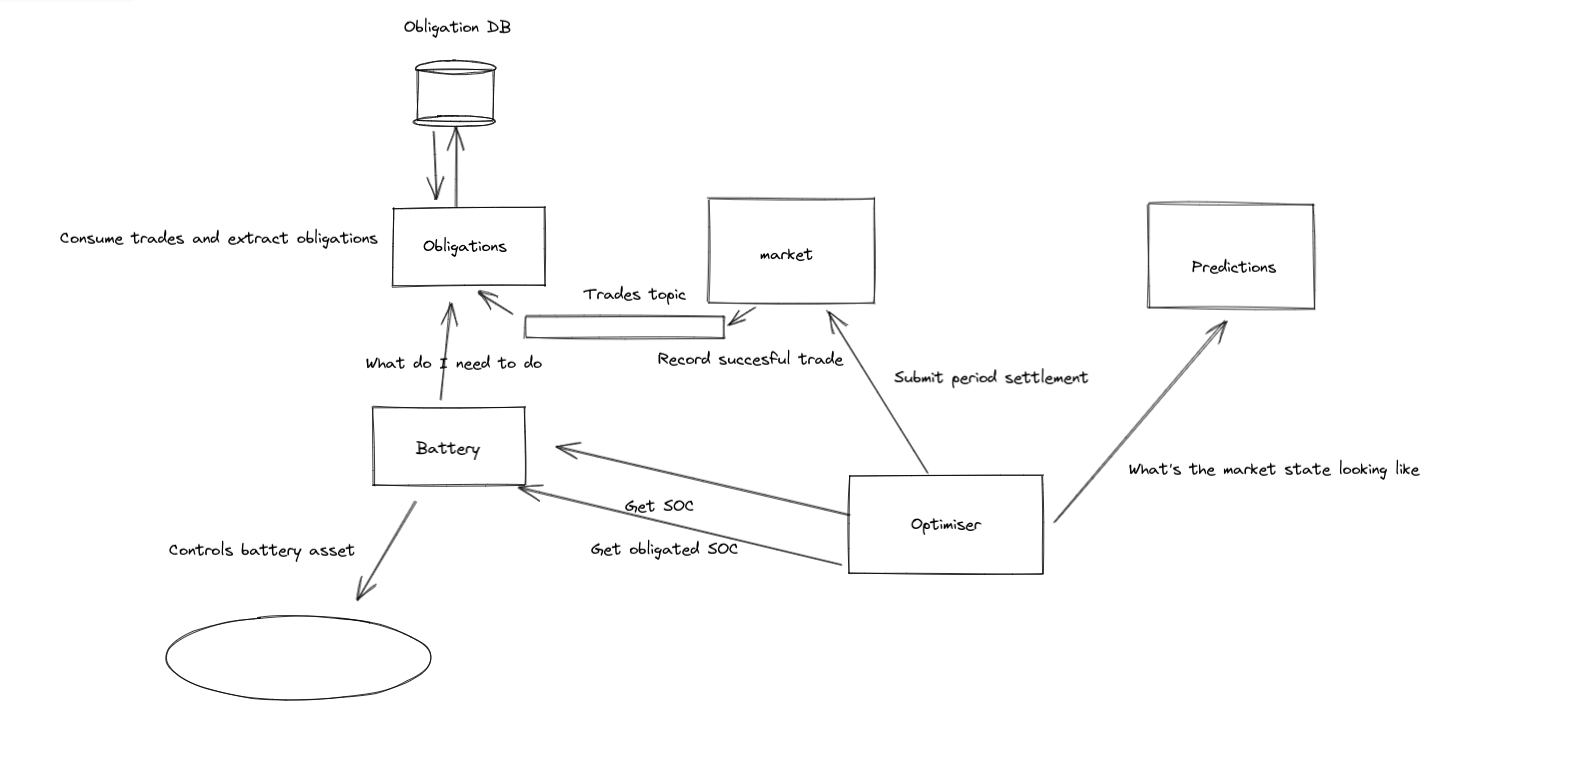 Obligation DB
Consume trades and extract obligations
Obligations
market
Predictions
Trades topic
What do I need to do
Record succesful trade
Submit period settlement
Battery
What's the market state looking like
Get SOC
Optimiser
Controls battery asset
Get obligated SOC